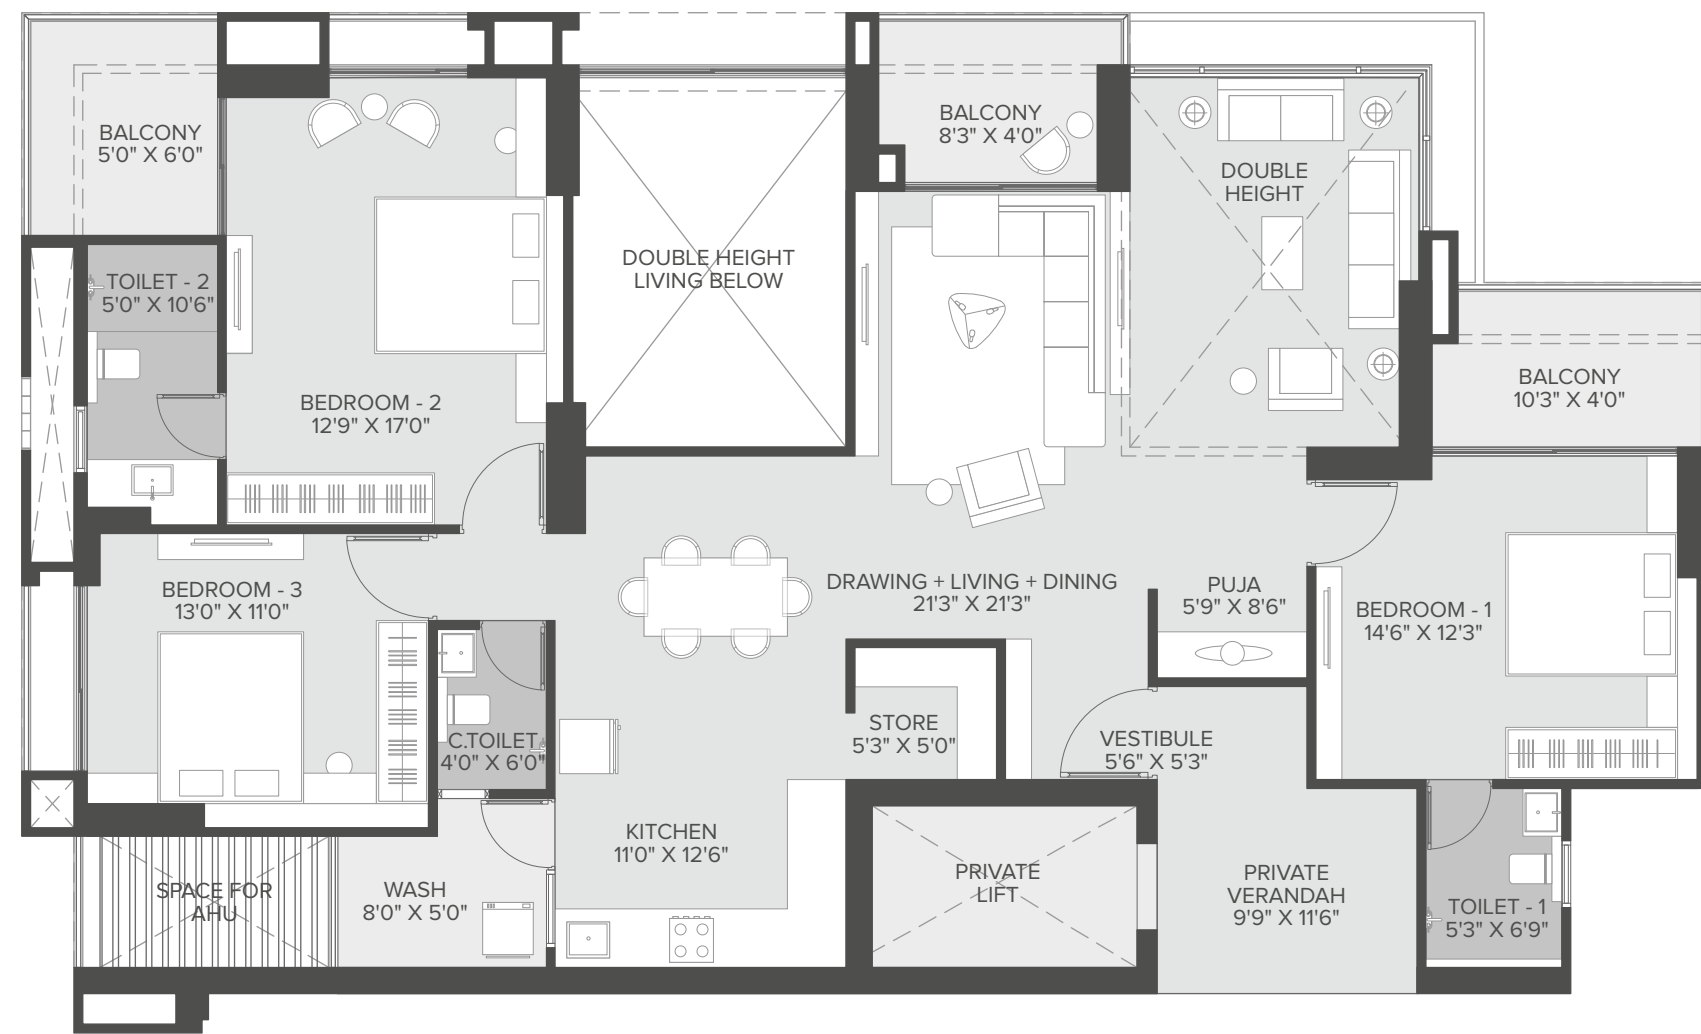 BALCONY
5'0" X 6'0"
BALCONY
8'3" X 4'0"
DOUBLE
HEIGHT
DOUBLE HEIGHT
LIVING BELOW
TOILET - 2
5'0" X 10'6"
BEDROOM - 2
12'9" X 17'0"
BALCONY
10'3" X 4'0"
BEDROOM - 3
13'0" X 11'0"
DRAWING + LIVING + DINING
21'3" X 21'3"
PUJA
5'9" X 8'6"
BEDROOM - 1
14'6" X 12'3"
C.TOILET
4'0" X 6'0"
STORE
5'3" X 5'0"
VESTIBULE
5'6" X 5'3"
KITCHEN
11'0" X 12'6"
SPACE FOR
AHU
WASH
8'0" X 5'0"
PRIVATE
LIFT
PRIVATE
VERANDAH
9'9" X 11'6"
TOILET - 1
5'3" X 6'9"